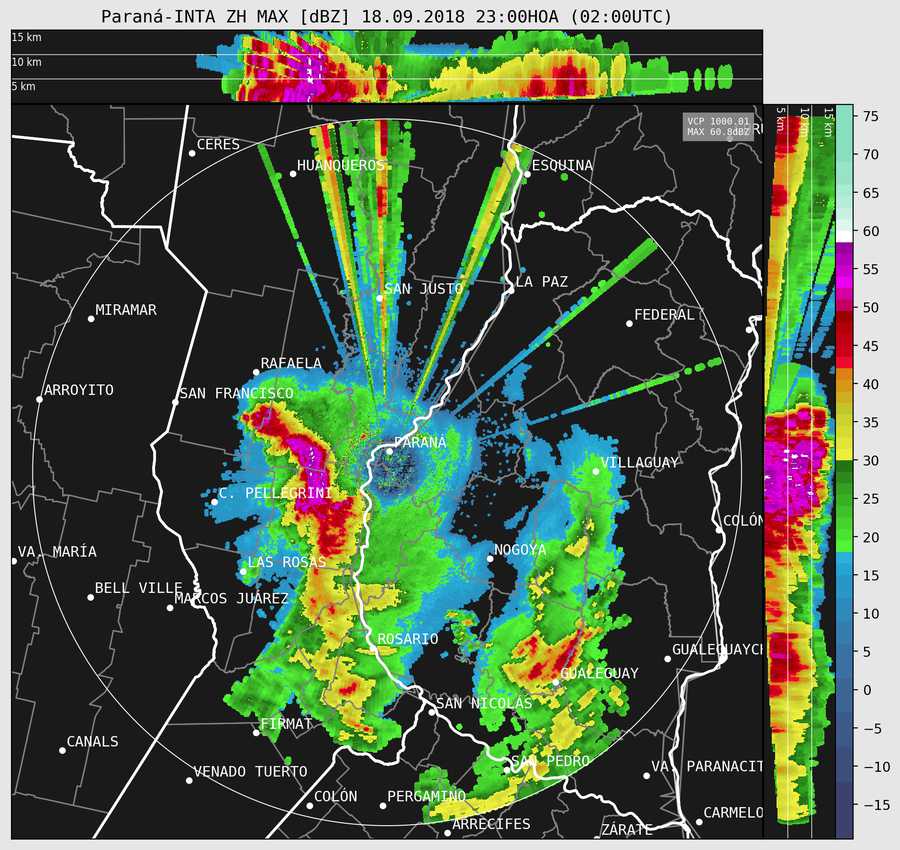 Paraná-INTA ZH MAX [dBZ] 18.09.2018 23:00HOA (02:00UTC)
15 km
10 km
5 km
5 km
10 km
15 km
VCP 1000.01
MAX 60.8dBZ
CERES
HUANQUEROS
ESQUINA
SAN JUSTO
LA PAZ
MIRAMAR
FEDERAL
RAFAELA
ARROYITO
SAN FRANCISCO
PARANÁ
VILLAGUAY
C. PELLEGRINI
COLÓN
VA. MARÍA
NOGOYA
LAS ROSAS
BELL VILLE
MARCOS JUÁREZ
ROSARIO
GUALEGUAYCH
GUALEGUAY
SAN NICOLÁS
FIRMAT
CANALS
SAN PEDRO
VA. PARANACIT
VENADO TUERTO
COLÓN
PERGAMINO
CARMELO
ARRECIFES
ZÁRATE
75
70
65
60
55
50
45
40
35
30
25
20
15
10
5
0
−5
−10
−15